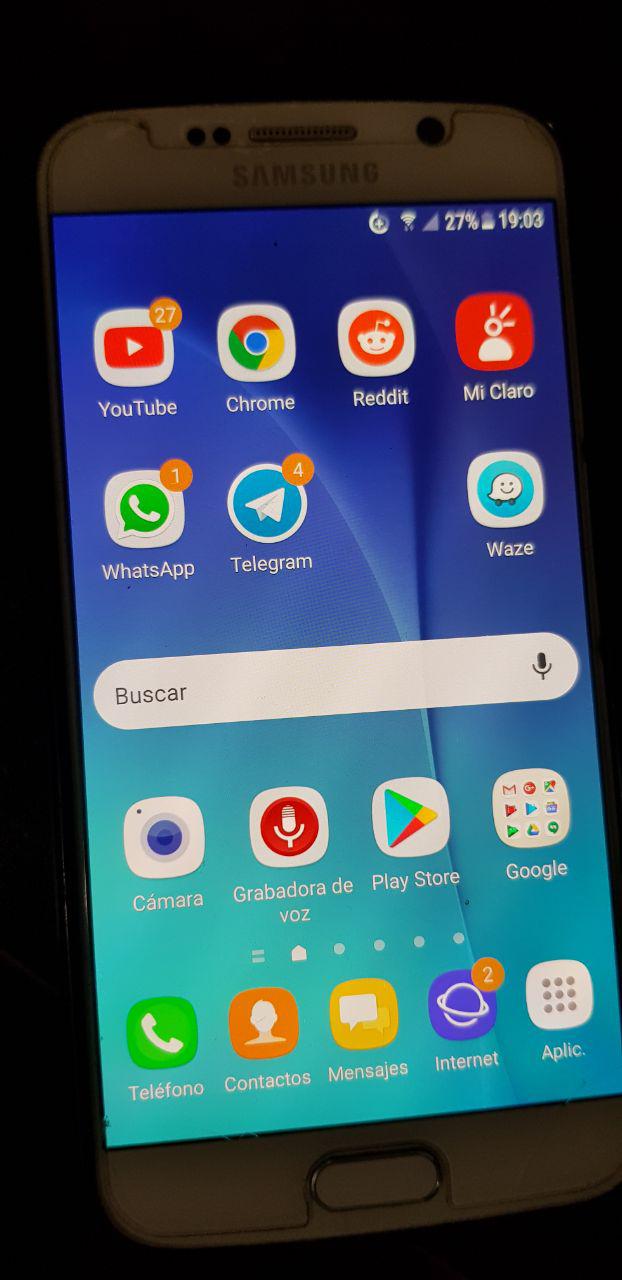 SAMSUNG
27% 19:03
27
YouTube
Chrome
Reddit
Mi Claro
1
WhatsApp
4
Telegram
Waze
Buscar
Cámara
Grabadora de
voz
Play Store
Google
Teléfono
Contactos
Mensajes
2
Internet
Aplic.